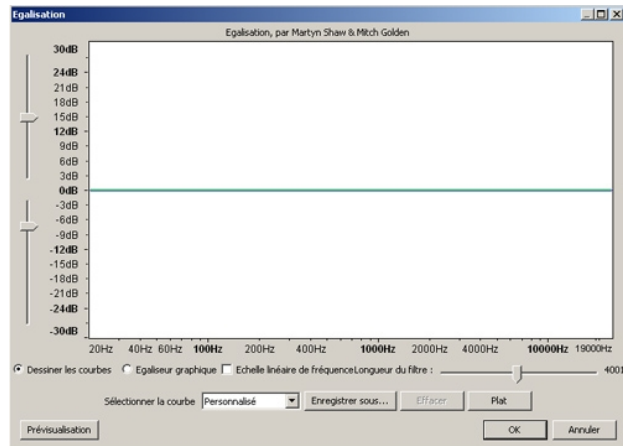 Egalisation
Egalisation, par Martyn Shaw & Mitch Golden
30dB
24dB
21dB
18dB
15dB
12dB
9dB
6dB
3dB
0dB
-3dB
-6dB
-9dB
-12dB
-15dB
-18dB
-21dB
-24dB
-30dB
20Hz 40Hz 60Hz 100Hz 200Hz 400Hz 1000Hz 2000Hz 4000Hz 10000Hz 19000Hz
Dessiner les courbes Egaliseur graphique Echelle linéaire de fréquenceLongueur du filtre : 4001
Sélectionner la courbe Personnalisé Enregistrer sous... Effacer Plat
Prévisualisation OK Annuler